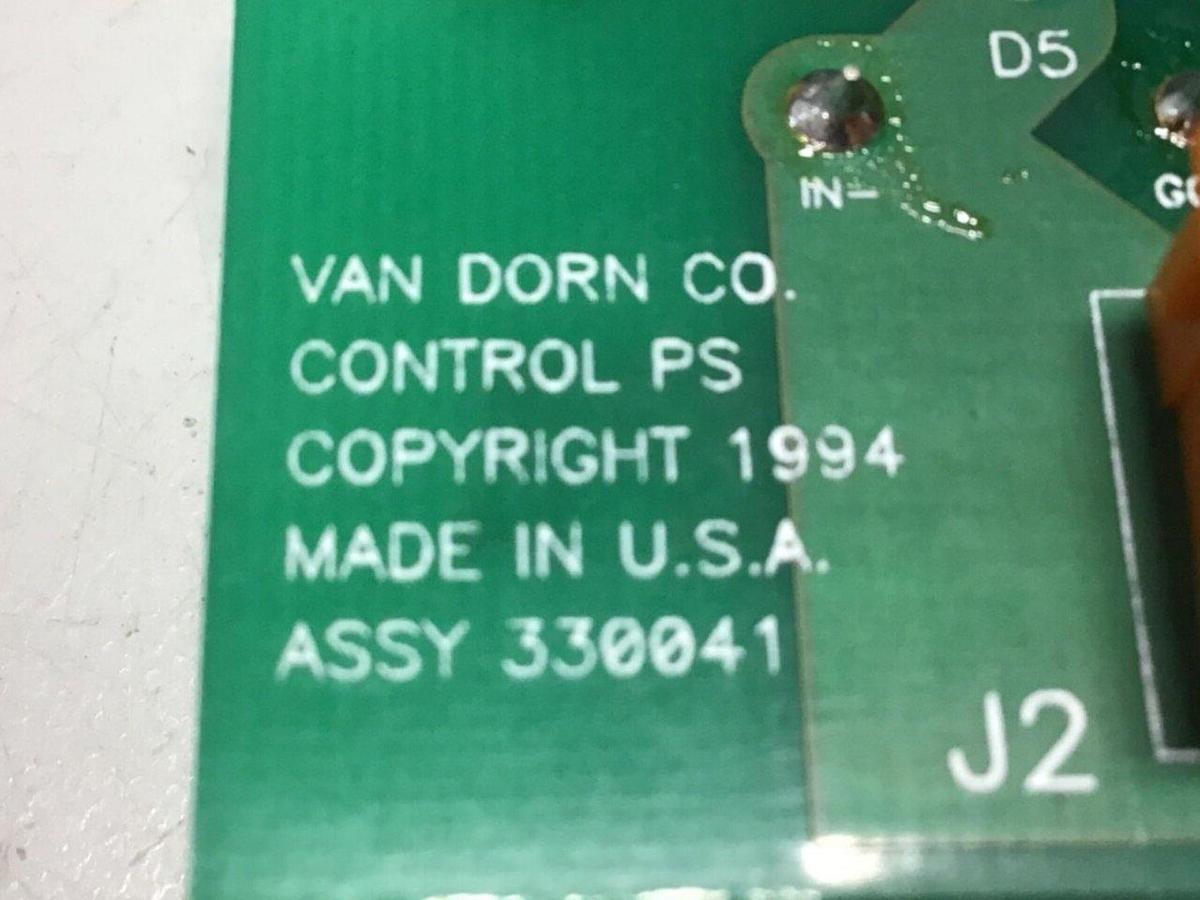 D5
IN-
VAN DORN CO.
CONTROL PS
COPYRIGHT 1994
MADE IN U.S.A.
ASSY 330041
J2